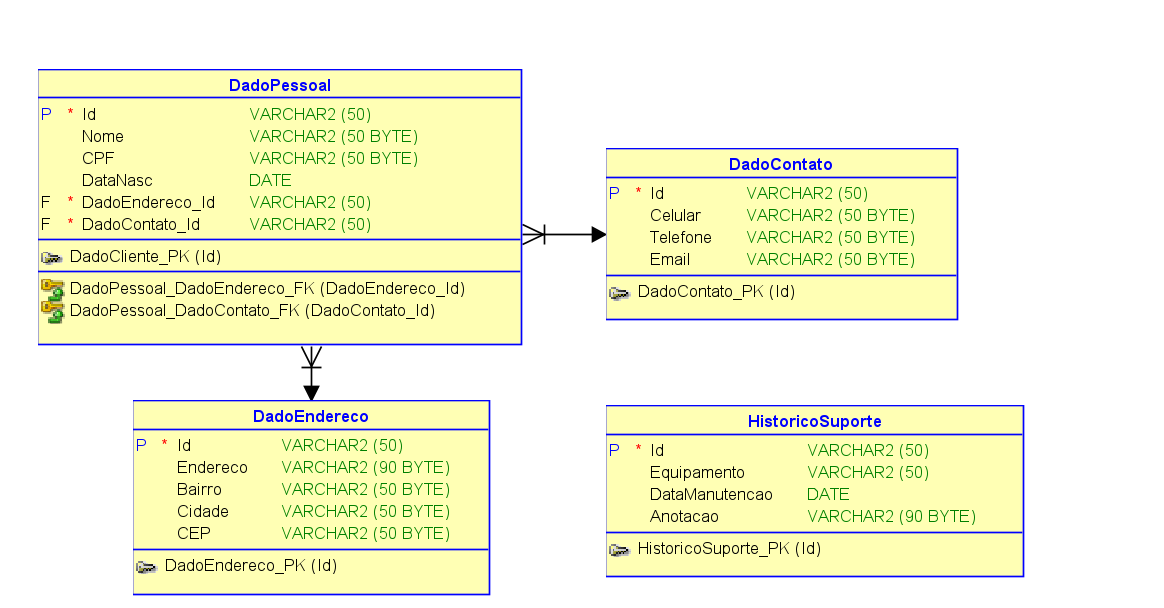 DadoPessoal
P * Id VARCHAR2 (50)
Nome VARCHAR2 (50 BYTE)
CPF VARCHAR2 (50 BYTE)
DataNasc DATE
F * DadoEndereco_Id VARCHAR2 (50)
F * DadoContato_Id VARCHAR2 (50)
DadoCliente_PK (Id)
DadoPessoal_DadoEndereco_FK (DadoEndereco_Id)
DadoPessoal_DadoContato_FK (DadoContato_Id)
DadoContato
P * Id VARCHAR2 (50)
Celular VARCHAR2 (50 BYTE)
Telefone VARCHAR2 (50 BYTE)
Email VARCHAR2 (50 BYTE)
DadoContato_PK (Id)
DadoEndereco
P * Id VARCHAR2 (50)
Endereco VARCHAR2 (90 BYTE)
Bairro VARCHAR2 (50 BYTE)
Cidade VARCHAR2 (50 BYTE)
CEP VARCHAR2 (50 BYTE)
DadoEndereco_PK (Id)
HistoricoSuporte
P * Id VARCHAR2 (50)
Equipamento VARCHAR2 (50)
DataManutencao DATE
Anotacao VARCHAR2 (90 BYTE)
HistoricoSuporte_PK (Id)